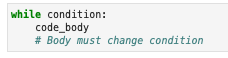 while condition:
    code_body
    # Body must change condition